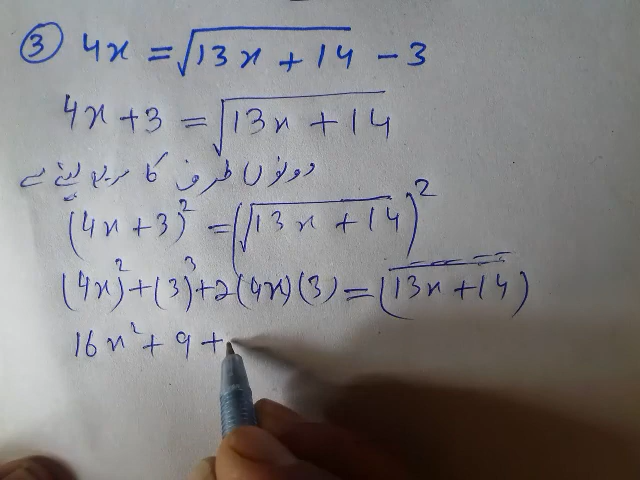 ③ 4x = √(13x + 14) - 3
4x + 3 = √(13x + 14)
دونوں طرف کا مربع لینے سے
(4x + 3)² = (√(13x + 14))²
(4x)² + (3)³ + 2(4x)(3) = (13x + 14)
16x² + 9 +